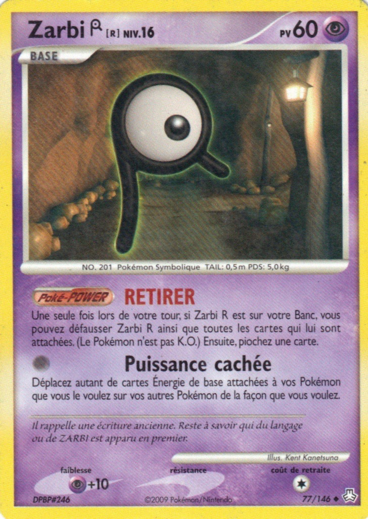 Zarbi R [R] NIV.16 PV 60
BASE
NO. 201 Pokémon Symbolique TAIL: 0,5m PDS: 5,0kg
Poké-POWER RETIRER
Une seule fois lors de votre tour, si Zarbi R est sur votre Banc, vous
pouvez défausser Zarbi R ainsi que toutes les cartes qui lui sont
attachées. (Le Pokémon n'est pas K.O.) Ensuite, piochez une carte.
Puissance cachée
Déplacez autant de cartes Énergie de base attachées à vos Pokémon
que vous le voulez sur vos autres Pokémon de la façon que vous voulez.
Il rappelle une écriture ancienne. Reste à savoir qui du langage
ou de ZARBI est apparu en premier.
Illus. Kent Kanetsuna
faiblesse résistance coût de retraite
+10
DPBP#246 ©2009 Pokémon/Nintendo 77/146